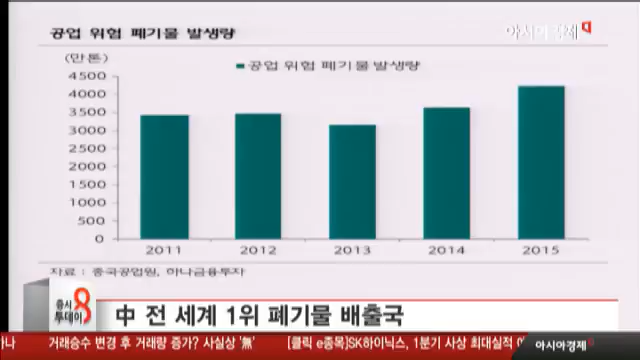 공업 위험 폐기물 발생량
아시아경제
(만톤)
공업 위험 폐기물 발생량
4500
4000
3500
3000
2500
2000
1500
1000
500
0
2011 2012 2013 2014 2015
자료 : 중국공업원, 하나금융투자
증시
투데이 8
中 전 세계 1위 폐기물 배출국
하나 거래승수 변경 후 거래량 증가? 사실상 '無' [클릭 e종목]SK하이닉스, 1분기 사상 최대실적
아시아경제